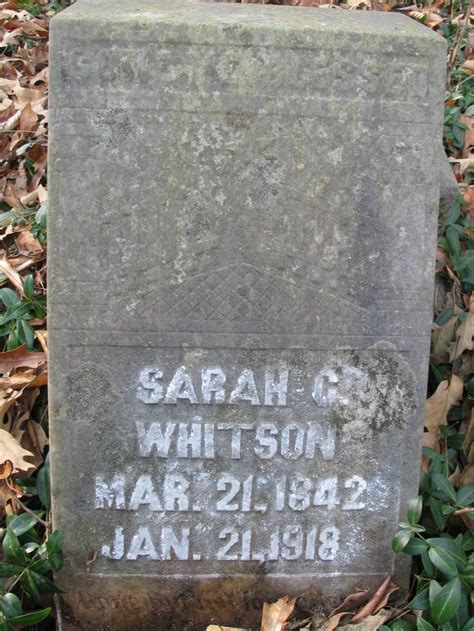 SARAH C.
WHITSON
MAR. 21. 1842
JAN. 21. 1918